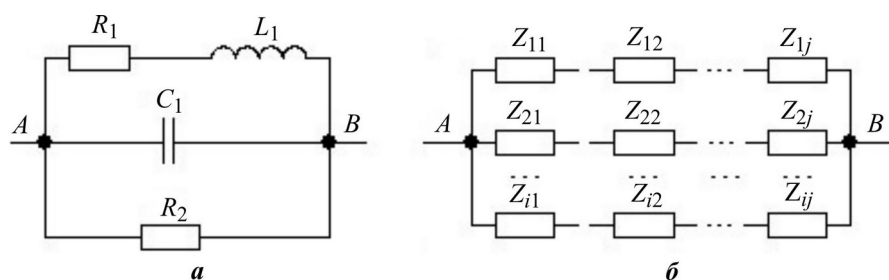 R1 L1
C1
A B
R2
а
Z11 Z12 Z1j
A Z21 Z22 Z2j B
Zi1 Zi2 Zij
б